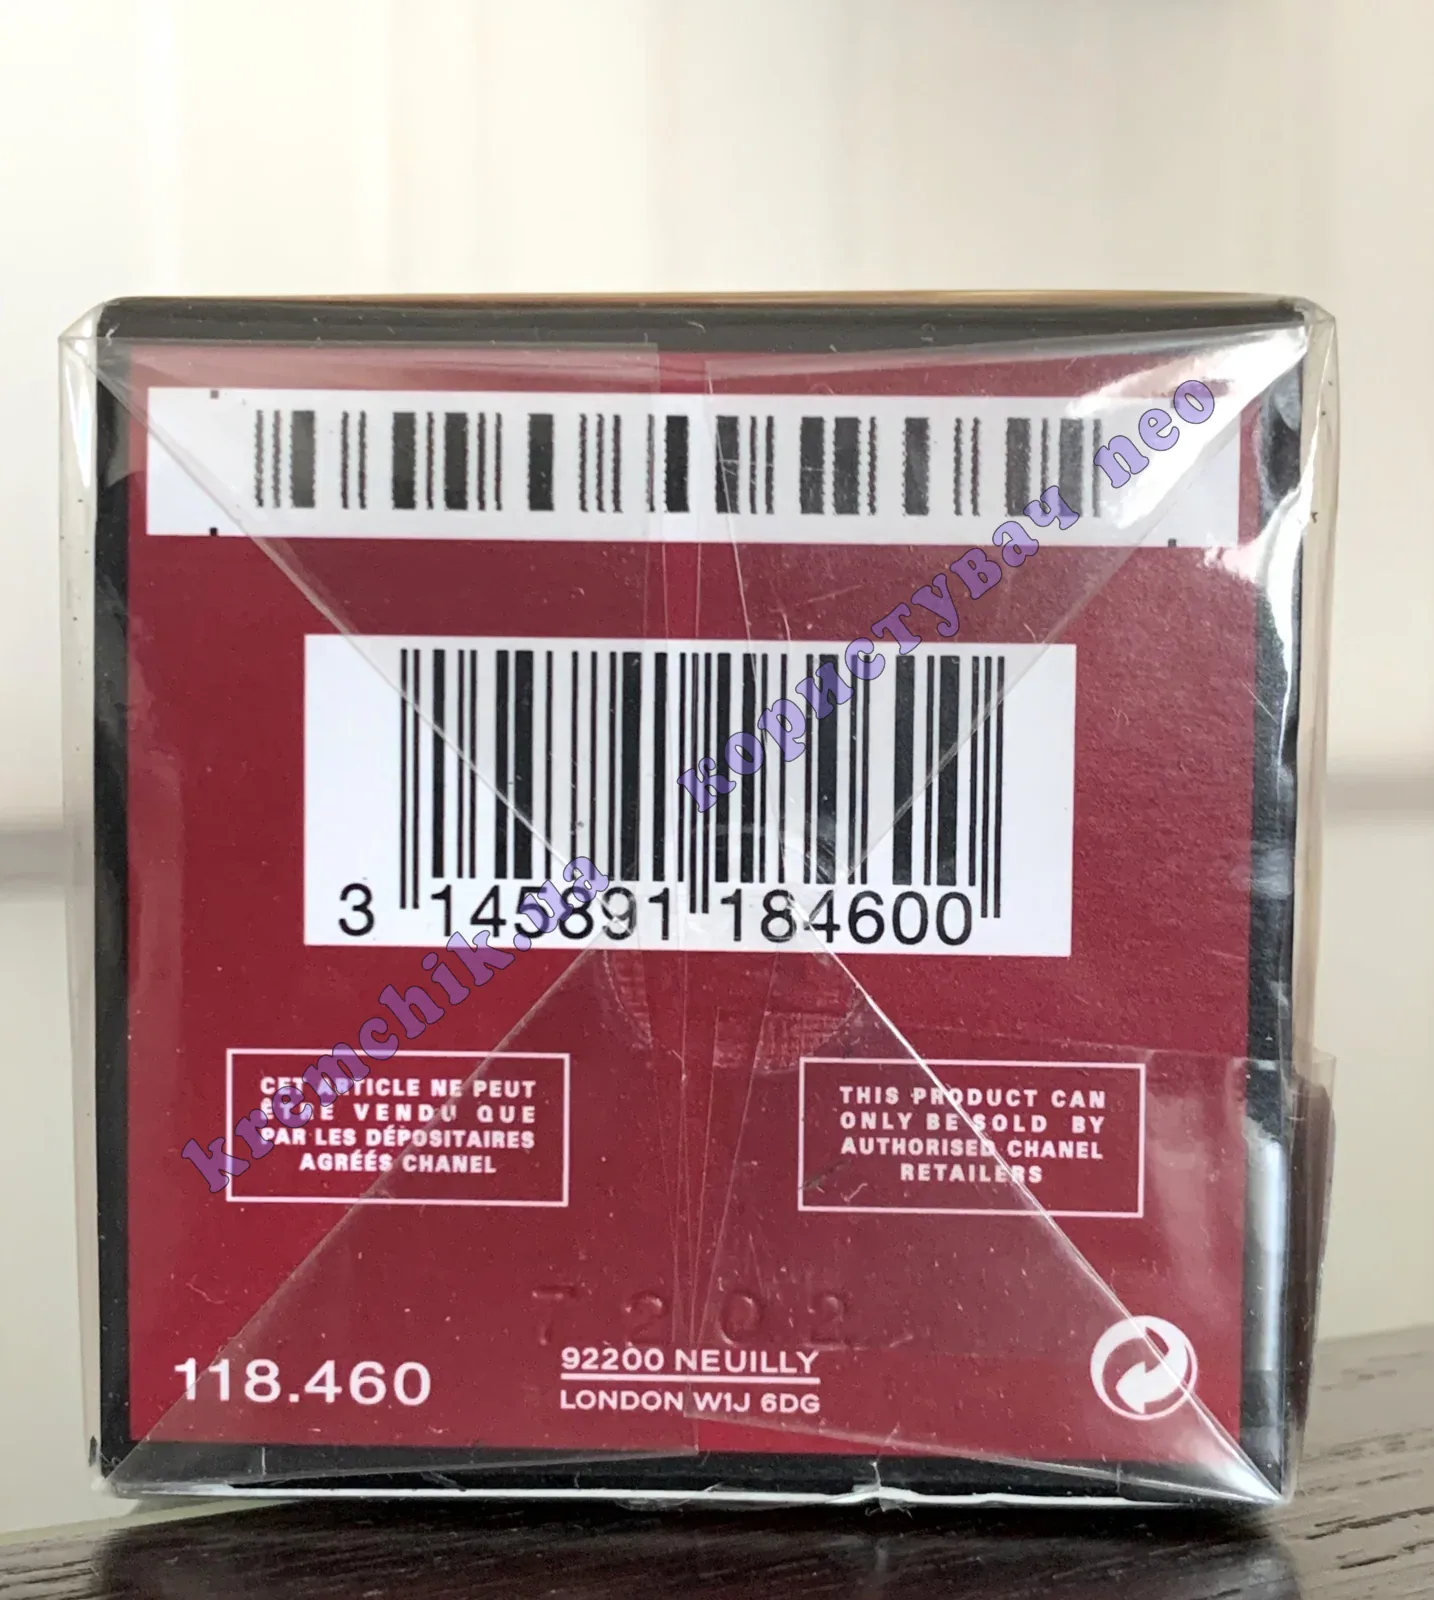 3 145891 184600
CET ARTICLE NE PEUT
ÊTRE VENDU QUE
PAR LES DÉPOSITAIRES
AGRÉÉS CHANEL
THIS PRODUCT CAN
ONLY BE SOLD BY
AUTHORISED CHANEL
RETAILERS
7202
118.460
92200 NEUILLY
LONDON W1J 6DG
kremchik.ua
користувач neo